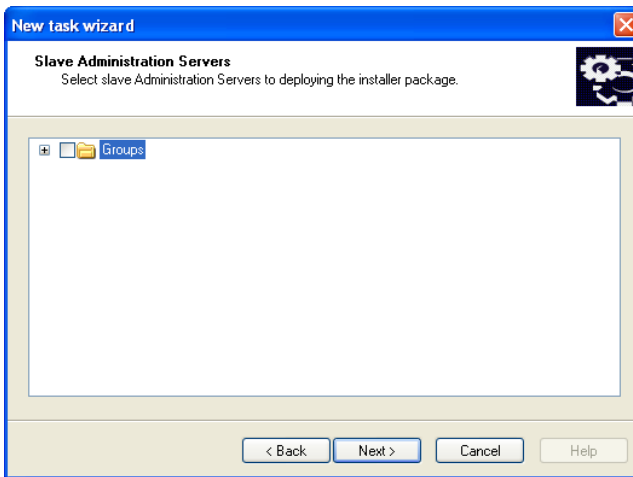 New task wizard
Slave Administration Servers
Select slave Administration Servers to deploying the installer package.
Groups
< Back Next > Cancel Help